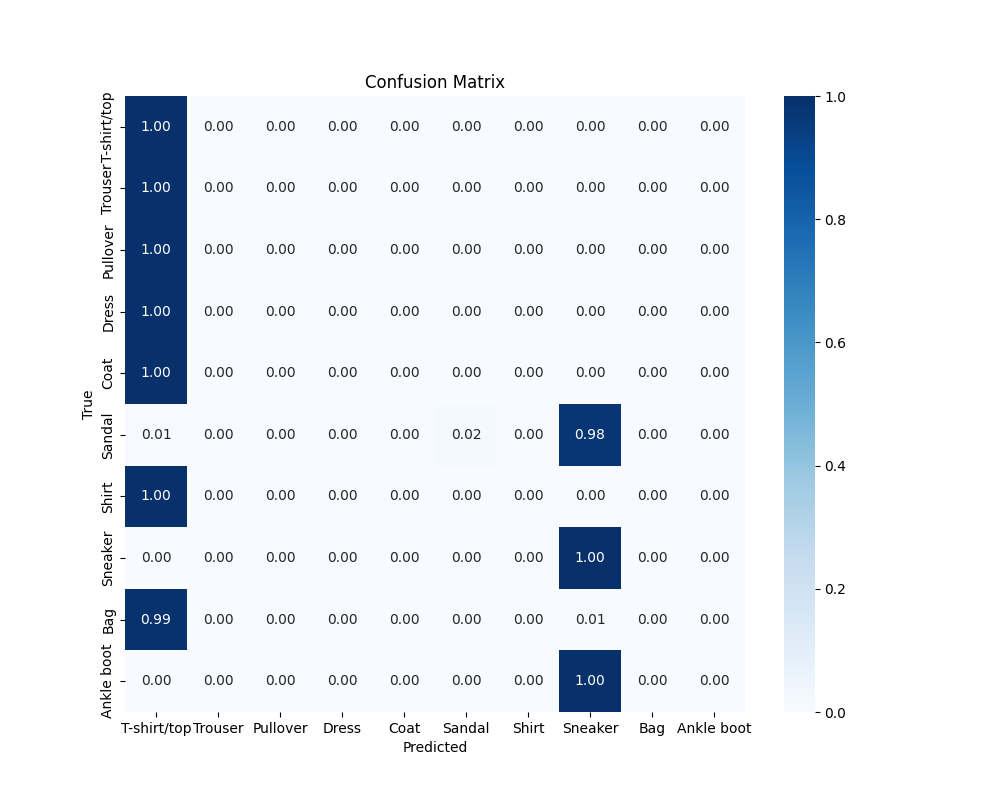 Confusion Matrix
True
T-shirt/top 1.00 0.00 0.00 0.00 0.00 0.00 0.00 0.00 0.00 0.00
Trouser 1.00 0.00 0.00 0.00 0.00 0.00 0.00 0.00 0.00 0.00
Pullover 1.00 0.00 0.00 0.00 0.00 0.00 0.00 0.00 0.00 0.00
Dress 1.00 0.00 0.00 0.00 0.00 0.00 0.00 0.00 0.00 0.00
Coat 1.00 0.00 0.00 0.00 0.00 0.00 0.00 0.00 0.00 0.00
Sandal 0.01 0.00 0.00 0.00 0.00 0.02 0.00 0.98 0.00 0.00
Shirt 1.00 0.00 0.00 0.00 0.00 0.00 0.00 0.00 0.00 0.00
Sneaker 0.00 0.00 0.00 0.00 0.00 0.00 0.00 1.00 0.00 0.00
Bag 0.99 0.00 0.00 0.00 0.00 0.00 0.00 0.01 0.00 0.00
Ankle boot 0.00 0.00 0.00 0.00 0.00 0.00 0.00 1.00 0.00 0.00
T-shirt/top Trouser Pullover Dress Coat Sandal Shirt Sneaker Bag Ankle boot
Predicted
1.0
0.8
0.6
0.4
0.2
0.0